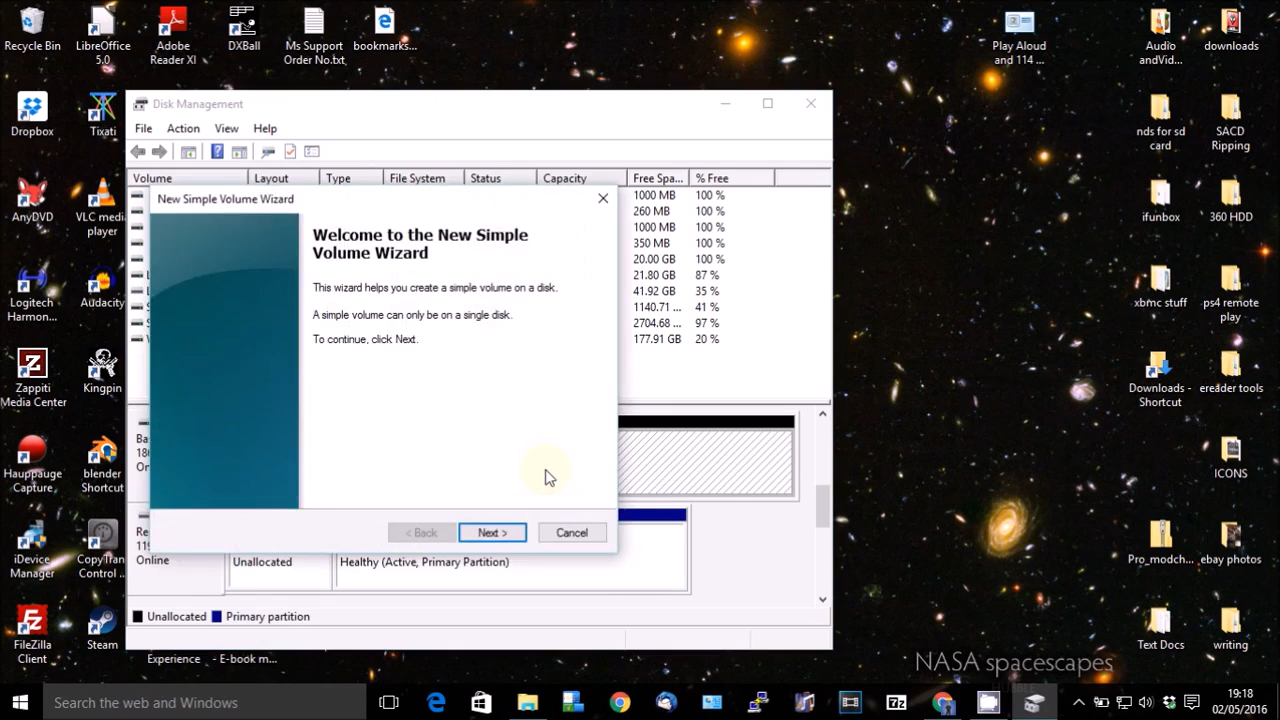 Recycle Bin
LibreOffice
5.0
Adobe
Reader XI
DXBall
Ms Support
Order No.txt
bookmarks...
Play Aloud
and 114 ...
Audio
andVid...
downloads
Dropbox
Tixati
nds for sd
card
SACD
Ripping
AnyDVD
VLC media
player
ifunbox
360 HDD
Logitech
Harmon...
Audacity
xbmc stuff
ps4 remote
play
Zappiti
Media Center
Kingpin
Downloads -
Shortcut
ereader tools
Hauppauge
Capture
blender
Shortcut
ICONS
iDevice
Manager
CopyTran
Control ...
Pro_modch...
ebay photos
FileZilla
Client
Steam
Text Docs
writing
Experience
- E-book m...
Disk Management
File Action View Help
Volume Layout Type File System Status Capacity Free Spa... % Free
1000 MB 100 %
260 MB 100 %
1000 MB 100 %
350 MB 100 %
20.00 GB 100 %
21.80 GB 87 %
41.92 GB 35 %
1140.71 ... 41 %
2704.68 ... 97 %
177.91 GB 20 %
New Simple Volume Wizard
Welcome to the New Simple
Volume Wizard
This wizard helps you create a simple volume on a disk.
A simple volume can only be on a single disk.
To continue, click Next.
< Back Next > Cancel
Ba
Re
Online
Unallocated
Healthy (Active, Primary Partition)
Unallocated Primary partition
NASA spacescapes
Search the web and Windows
19:18
02/05/2016